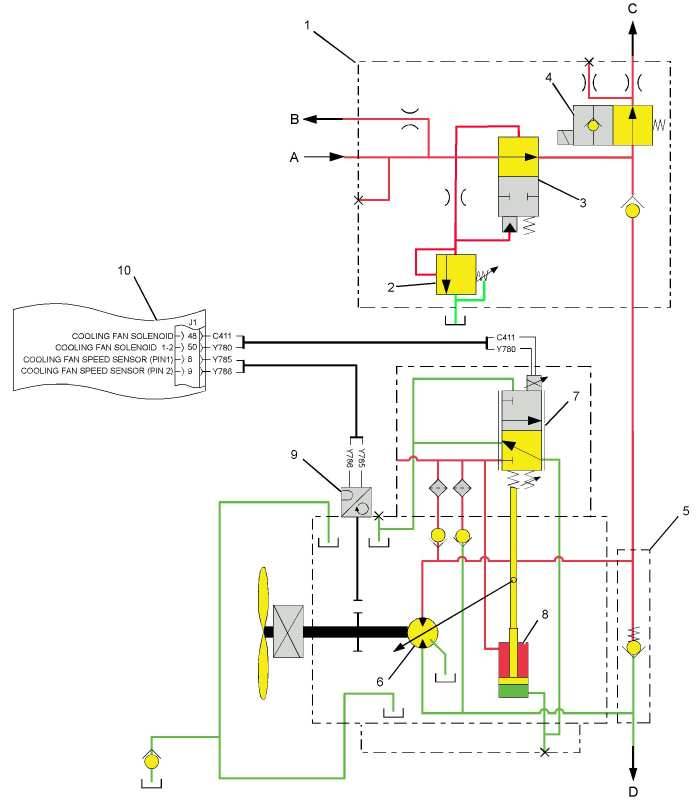 C
1
4
B
A
3
2
10
J1
COOLING FAN SOLENOID 48 C411
COOLING FAN SOLENOID 1-2 50 Y780
COOLING FAN SPEED SENSOR (PIN1) 8 Y785
COOLING FAN SPEED SENSOR (PIN 2) 9 Y786
C411
Y780
7
9
Y786
Y785
5
8
6
D